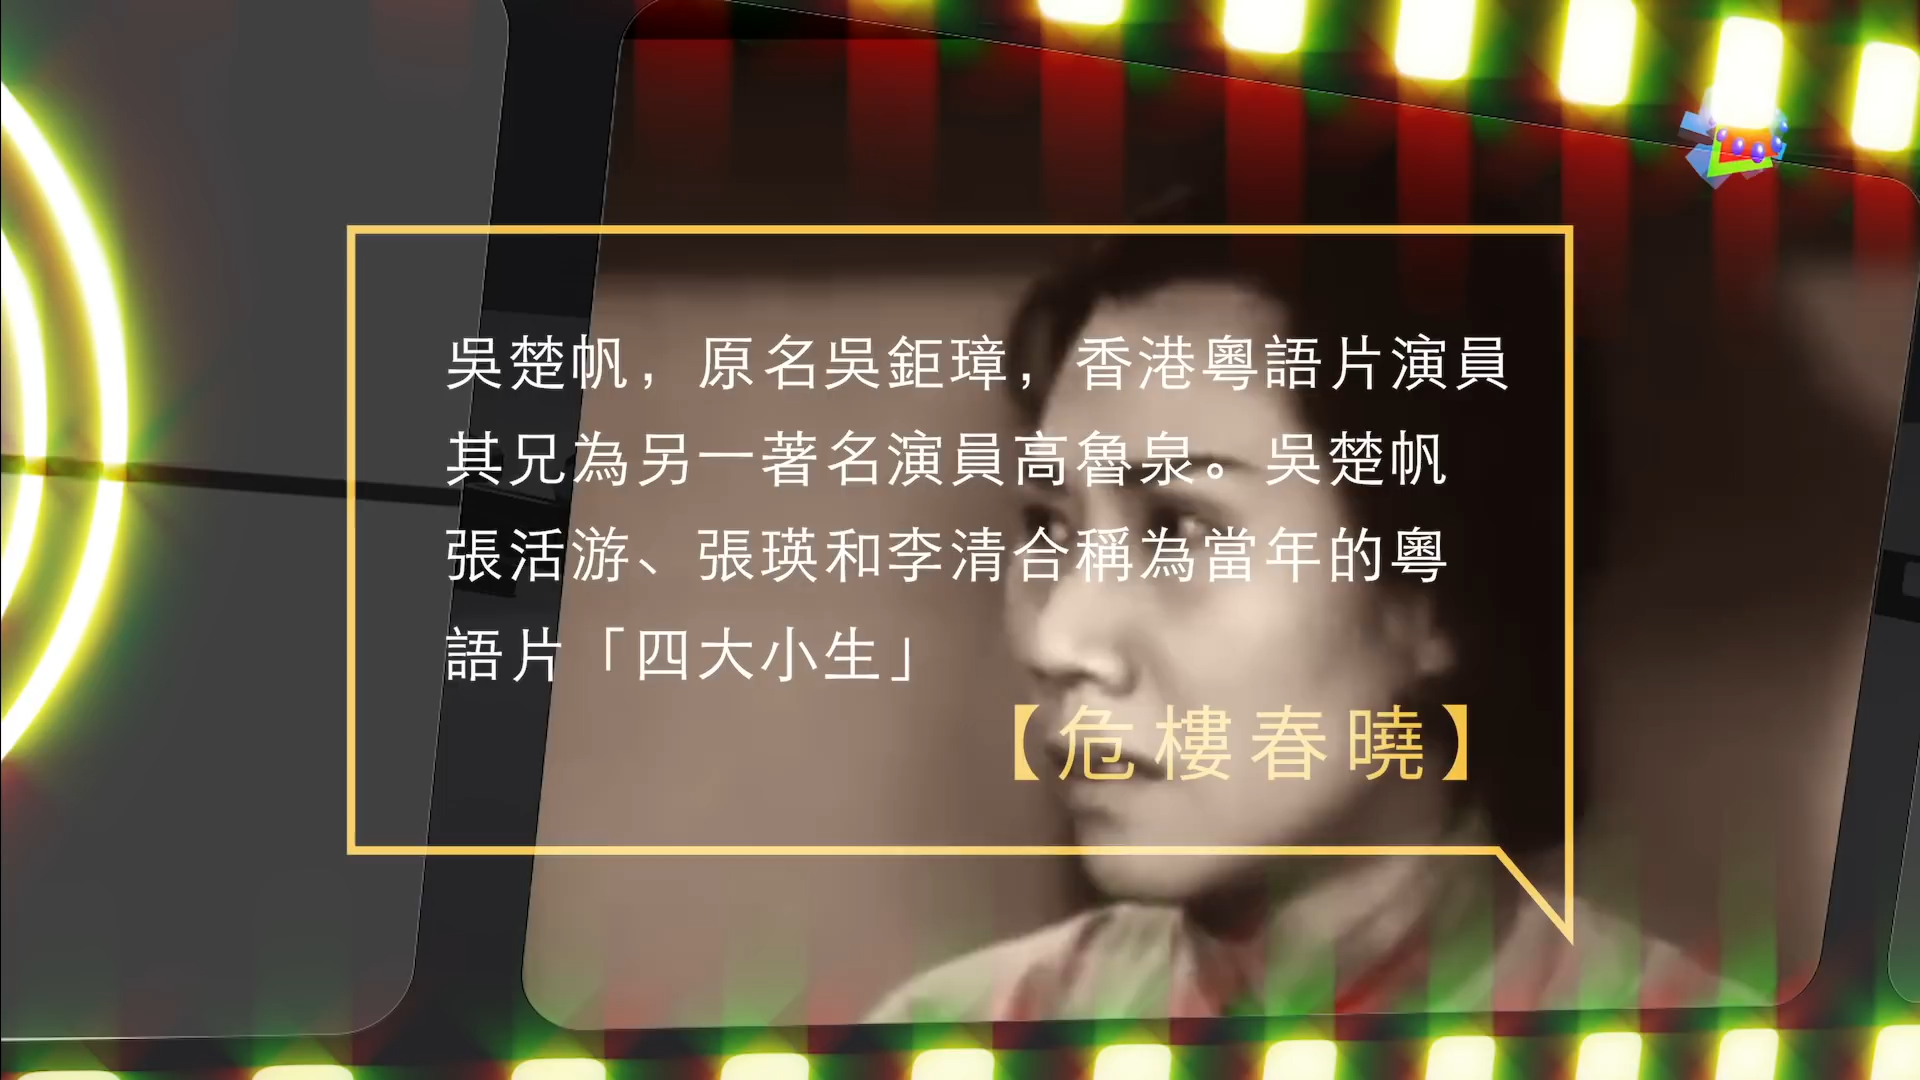 吳楚帆，原名吳鉅璋，香港粵語片演員
其兄為另一著名演員高魯泉。吳楚帆
張活游、張瑛和李清合稱為當年的粵
語片「四大小生」
【危樓春曉】